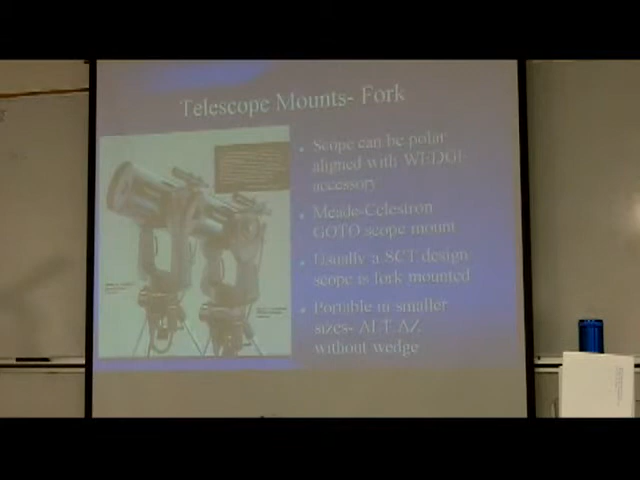 Telescope Mounts- Fork
Scope can be polar
aligned with WEDGE
accessory
Meade-Celestron
GOTO scope mount
Usually a SCT design
scope is fork mounted
Portable in smaller
sizes- ALT AZ
without wedge